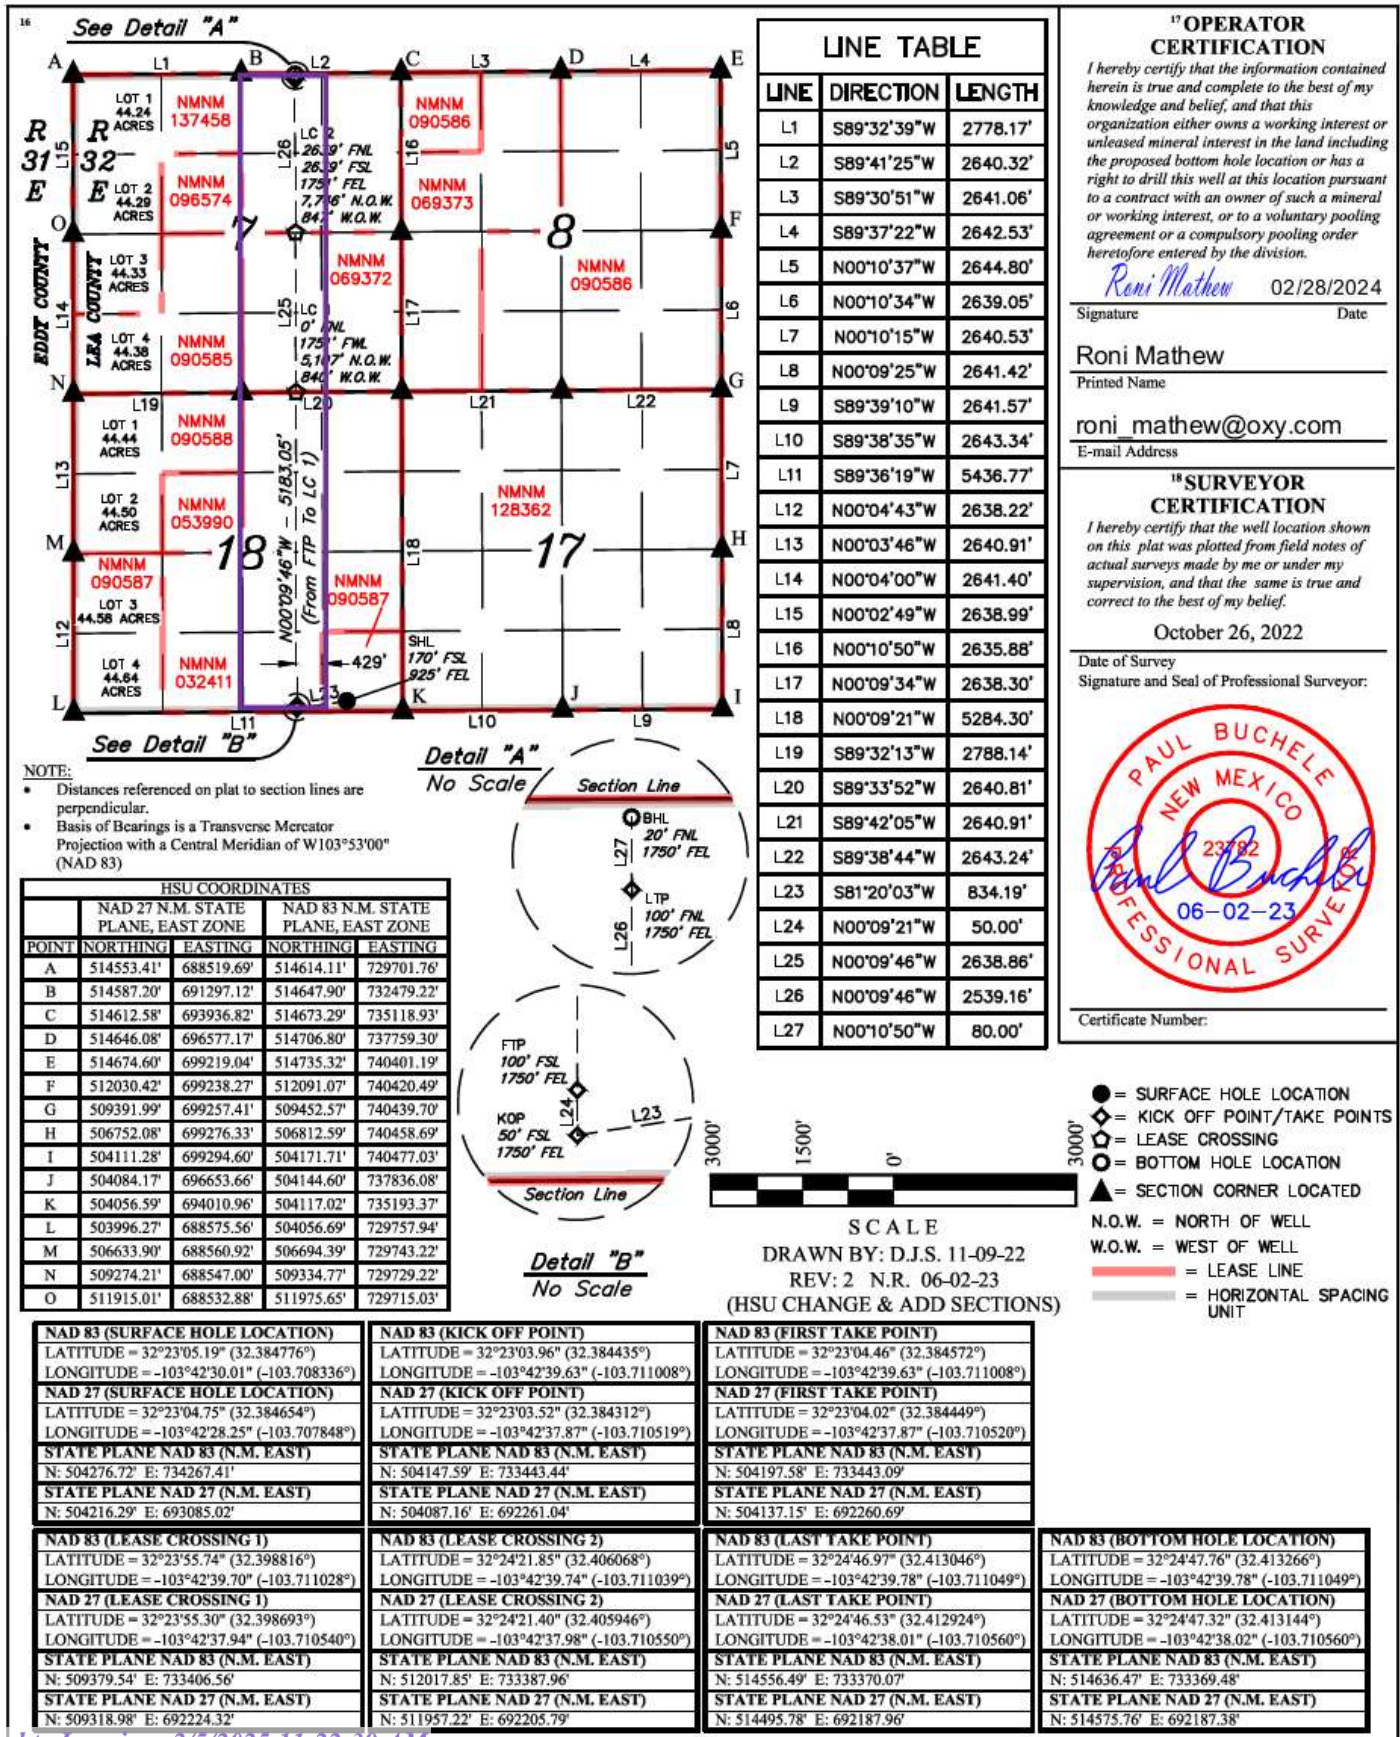 16
See Detail "A"
A
L1
B
L2
C
L3
D
L4
E
LOT 1
44.24
ACRES
NMNM
137458
NMNM
090586
R R
31 32
E E
L15
L26
LC 2
2639' FNL
2639' FSL
1751' FEL
7,746' N.O.W.
847' W.O.W.
L16
L5
LOT 2
44.29
ACRES
NMNM
096574
NMNM
069373
O
7
8
F
EDDY COUNTY
LEA COUNTY
LOT 3
44.33
ACRES
NMNM
069372
NMNM
090586
L14
L25
LC 1
0' FNL
1751' FWL
5,107' N.O.W.
840' W.O.W.
L17
L6
LOT 4
44.38
ACRES
NMNM
090585
N
L19
L20
L21
L22
G
LOT 1
44.44
ACRES
NMNM
090588
L13
N00°09'46"W - 5183.05'
(From FTP To LC 1)
L7
LOT 2
44.50
ACRES
NMNM
053990
NMNM
128362
M
18
L18
17
H
NMNM
090587
NMNM
090587
LOT 3
44.58 ACRES
L12
L8
LOT 4
44.64
ACRES
NMNM
032411
429'
SHL
170' FSL
925' FEL
L
L11
L23
K
L10
J
L9
I
See Detail "B"
NOTE:
• Distances referenced on plat to section lines are
perpendicular.
• Basis of Bearings is a Transverse Mercator
Projection with a Central Meridian of W103°53'00"
(NAD 83)
Detail "A"
No Scale
Section Line
BHL
20' FNL
1750' FEL
L27
LTP
100' FNL
1750' FEL
L26
FTP
100' FSL
1750' FEL
L24
L23
KOP
50' FSL
1750' FEL
Section Line
Detail "B"
No Scale
LINE TABLE
LINE DIRECTION LENGTH
L1 S89°32'39"W 2778.17'
L2 S89°41'25"W 2640.32'
L3 S89°30'51"W 2641.06'
L4 S89°37'22"W 2642.53'
L5 N00°10'37"W 2644.80'
L6 N00°10'34"W 2639.05'
L7 N00°10'15"W 2640.53'
L8 N00°09'25"W 2641.42'
L9 S89°39'10"W 2641.57'
L10 S89°38'35"W 2643.34'
L11 S89°36'19"W 5436.77'
L12 N00°04'43"W 2638.22'
L13 N00°03'46"W 2640.91'
L14 N00°04'00"W 2641.40'
L15 N00°02'49"W 2638.99'
L16 N00°10'50"W 2635.88'
L17 N00°09'34"W 2638.30'
L18 N00°09'21"W 5284.30'
L19 S89°32'13"W 2788.14'
L20 S89°33'52"W 2640.81'
L21 S89°42'05"W 2640.91'
L22 S89°38'44"W 2643.24'
L23 S81°20'03"W 834.19'
L24 N00°09'21"W 50.00'
L25 N00°09'46"W 2638.86'
L26 N00°09'46"W 2539.16'
L27 N00°10'50"W 80.00'
17 OPERATOR
CERTIFICATION
I hereby certify that the information contained
herein is true and complete to the best of my
knowledge and belief, and that this
organization either owns a working interest or
unleased mineral interest in the land including
the proposed bottom hole location or has a
right to drill this well at this location pursuant
to a contract with an owner of such a mineral
or working interest, or to a voluntary pooling
agreement or a compulsory pooling order
heretofore entered by the division.
Roni Mathew 02/28/2024
Signature Date
Roni Mathew
Printed Name
roni_mathew@oxy.com
E-mail Address
18 SURVEYOR
CERTIFICATION
I hereby certify that the well location shown
on this plat was plotted from field notes of
actual surveys made by me or under my
supervision, and that the same is true and
correct to the best of my belief.
October 26, 2022
Date of Survey
Signature and Seal of Professional Surveyor:
PAUL BUCHELE
NEW MEXICO
23782
Paul Buchele
06-02-23
PROFESSIONAL SURVEYOR
Certificate Number:
HSU COORDINATES
NAD 27 N.M. STATE PLANE, EAST ZONE NAD 83 N.M. STATE PLANE, EAST ZONE
POINT NORTHING EASTING NORTHING EASTING
A 514553.41' 688519.69' 514614.11' 729701.76'
B 514587.20' 691297.12' 514647.90' 732479.22'
C 514612.58' 693936.82' 514673.29' 735118.93'
D 514646.08' 696577.17' 514706.80' 737759.30'
E 514674.60' 699219.04' 514735.32' 740401.19'
F 512030.42' 699238.27' 512091.07' 740420.49'
G 509391.99' 699257.41' 509452.57' 740439.70'
H 506752.08' 699276.33' 506812.59' 740458.69'
I 504111.28' 699294.60' 504171.71' 740477.03'
J 504084.17' 696653.66' 504144.60' 737836.08'
K 504056.59' 694010.96' 504117.02' 735193.37'
L 503996.27' 688575.56' 504056.69' 729757.94'
M 506633.90' 688560.92' 506694.39' 729743.22'
N 509274.21' 688547.00' 509334.77' 729729.22'
O 511915.01' 688532.88' 511975.65' 729715.03'
3000' 1500' 0' 3000'
SCALE
DRAWN BY: D.J.S. 11-09-22
REV: 2 N.R. 06-02-23
(HSU CHANGE & ADD SECTIONS)
= SURFACE HOLE LOCATION
= KICK OFF POINT/TAKE POINTS
= LEASE CROSSING
= BOTTOM HOLE LOCATION
= SECTION CORNER LOCATED
N.O.W. = NORTH OF WELL
W.O.W. = WEST OF WELL
= LEASE LINE
= HORIZONTAL SPACING
UNIT
NAD 83 (SURFACE HOLE LOCATION)
LATITUDE = 32°23'05.19" (32.384776°)
LONGITUDE = -103°42'30.01" (-103.708336°)
NAD 27 (SURFACE HOLE LOCATION)
LATITUDE = 32°23'04.75" (32.384654°)
LONGITUDE = -103°42'28.25" (-103.707848°)
STATE PLANE NAD 83 (N.M. EAST)
N: 504276.72' E: 734267.41'
STATE PLANE NAD 27 (N.M. EAST)
N: 504216.29' E: 693085.02'
NAD 83 (KICK OFF POINT)
LATITUDE = 32°23'03.96" (32.384435°)
LONGITUDE = -103°42'39.63" (-103.711008°)
NAD 27 (KICK OFF POINT)
LATITUDE = 32°23'03.52" (32.384312°)
LONGITUDE = -103°42'37.87" (-103.710519°)
STATE PLANE NAD 83 (N.M. EAST)
N: 504147.59' E: 733443.44'
STATE PLANE NAD 27 (N.M. EAST)
N: 504087.16' E: 692261.04'
NAD 83 (FIRST TAKE POINT)
LATITUDE = 32°23'04.46" (32.384572°)
LONGITUDE = -103°42'39.63" (-103.711008°)
NAD 27 (FIRST TAKE POINT)
LATITUDE = 32°23'04.02" (32.384449°)
LONGITUDE = -103°42'37.87" (-103.710520°)
STATE PLANE NAD 83 (N.M. EAST)
N: 504197.58' E: 733443.09'
STATE PLANE NAD 27 (N.M. EAST)
N: 504137.15' E: 692260.69'
NAD 83 (LEASE CROSSING 1)
LATITUDE = 32°23'55.74" (32.398816°)
LONGITUDE = -103°42'39.70" (-103.711028°)
NAD 27 (LEASE CROSSING 1)
LATITUDE = 32°23'55.30" (32.398693°)
LONGITUDE = -103°42'37.94" (-103.710540°)
STATE PLANE NAD 83 (N.M. EAST)
N: 509379.54' E: 733406.56'
STATE PLANE NAD 27 (N.M. EAST)
N: 509318.98' E: 692224.32'
NAD 83 (LEASE CROSSING 2)
LATITUDE = 32°24'21.85" (32.406068°)
LONGITUDE = -103°42'39.74" (-103.711039°)
NAD 27 (LEASE CROSSING 2)
LATITUDE = 32°24'21.40" (32.405946°)
LONGITUDE = -103°42'37.98" (-103.710550°)
STATE PLANE NAD 83 (N.M. EAST)
N: 512017.85' E: 733387.96'
STATE PLANE NAD 27 (N.M. EAST)
N: 511957.22' E: 692205.79'
NAD 83 (LAST TAKE POINT)
LATITUDE = 32°24'46.97" (32.413046°)
LONGITUDE = -103°42'39.78" (-103.711049°)
NAD 27 (LAST TAKE POINT)
LATITUDE = 32°24'46.53" (32.412924°)
LONGITUDE = -103°42'38.01" (-103.710560°)
STATE PLANE NAD 83 (N.M. EAST)
N: 514556.49' E: 733370.07'
STATE PLANE NAD 27 (N.M. EAST)
N: 514495.78' E: 692187.96'
NAD 83 (BOTTOM HOLE LOCATION)
LATITUDE = 32°24'47.76" (32.413266°)
LONGITUDE = -103°42'39.78" (-103.711049°)
NAD 27 (BOTTOM HOLE LOCATION)
LATITUDE = 32°24'47.32" (32.413144°)
LONGITUDE = -103°42'38.02" (-103.710560°)
STATE PLANE NAD 83 (N.M. EAST)
N: 514636.47' E: 733369.48'
STATE PLANE NAD 27 (N.M. EAST)
N: 514575.76' E: 692187.38'